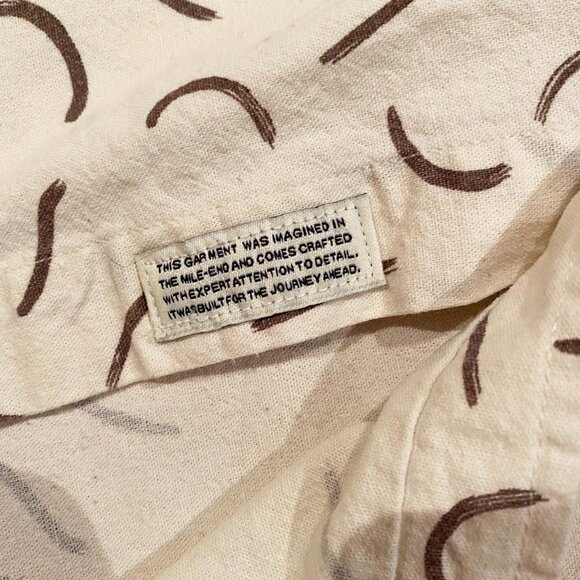 THIS GARMENT WAS IMAGINED IN
THE MILE-END AND COMES CRAFTED
WITH EXPERT ATTENTION TO DETAIL.
IT WAS BUILT FOR THE JOURNEY AHEAD.